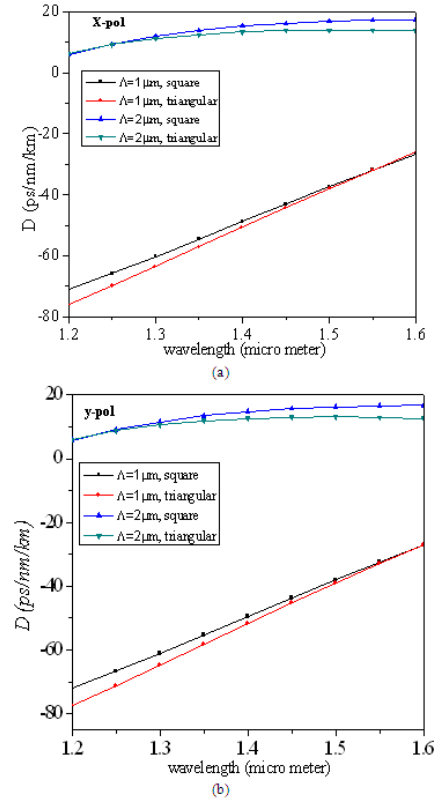 X-pol
20
0
-20
-40
-60
-80
D (ps/nm/km)
Λ=1μm, square
Λ=1μm, triangular
Λ=2μm, square
Λ=2μm, triangular
1.2 1.3 1.4 1.5 1.6
wavelength (micro meter)
(a)
y-pol
20
0
-20
-40
-60
-80
D (ps/nm/km)
Λ=1μm, square
Λ=1μm, triangular
Λ=2μm, square
Λ=2μm, triangular
1.2 1.3 1.4 1.5 1.6
wavelength (micro meter)
(b)